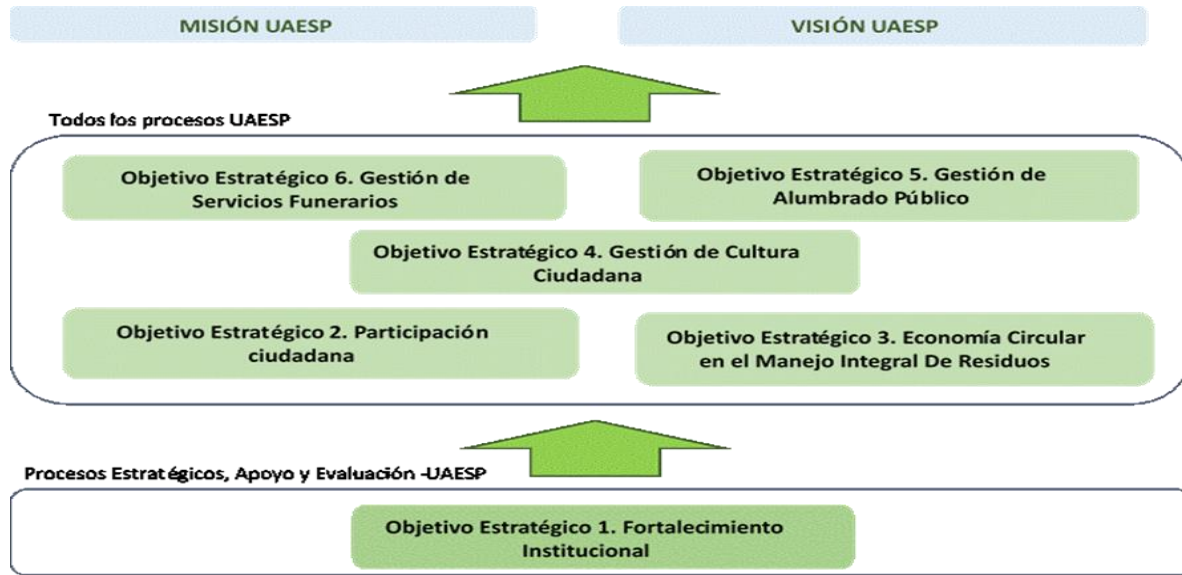 MISIÓN UAESP
VISIÓN UAESP
Todos los procesos UAESP
Objetivo Estratégico 6. Gestión de
Servicios Funerarios
Objetivo Estratégico 5. Gestión de
Alumbrado Público
Objetivo Estratégico 4. Gestión de Cultura
Ciudadana
Objetivo Estratégico 2. Participación
ciudadana
Objetivo Estratégico 3. Economía Circular
en el Manejo Integral De Residuos
Procesos Estratégicos, Apoyo y Evaluación -UAESP
Objetivo Estratégico 1. Fortalecimiento
Institucional